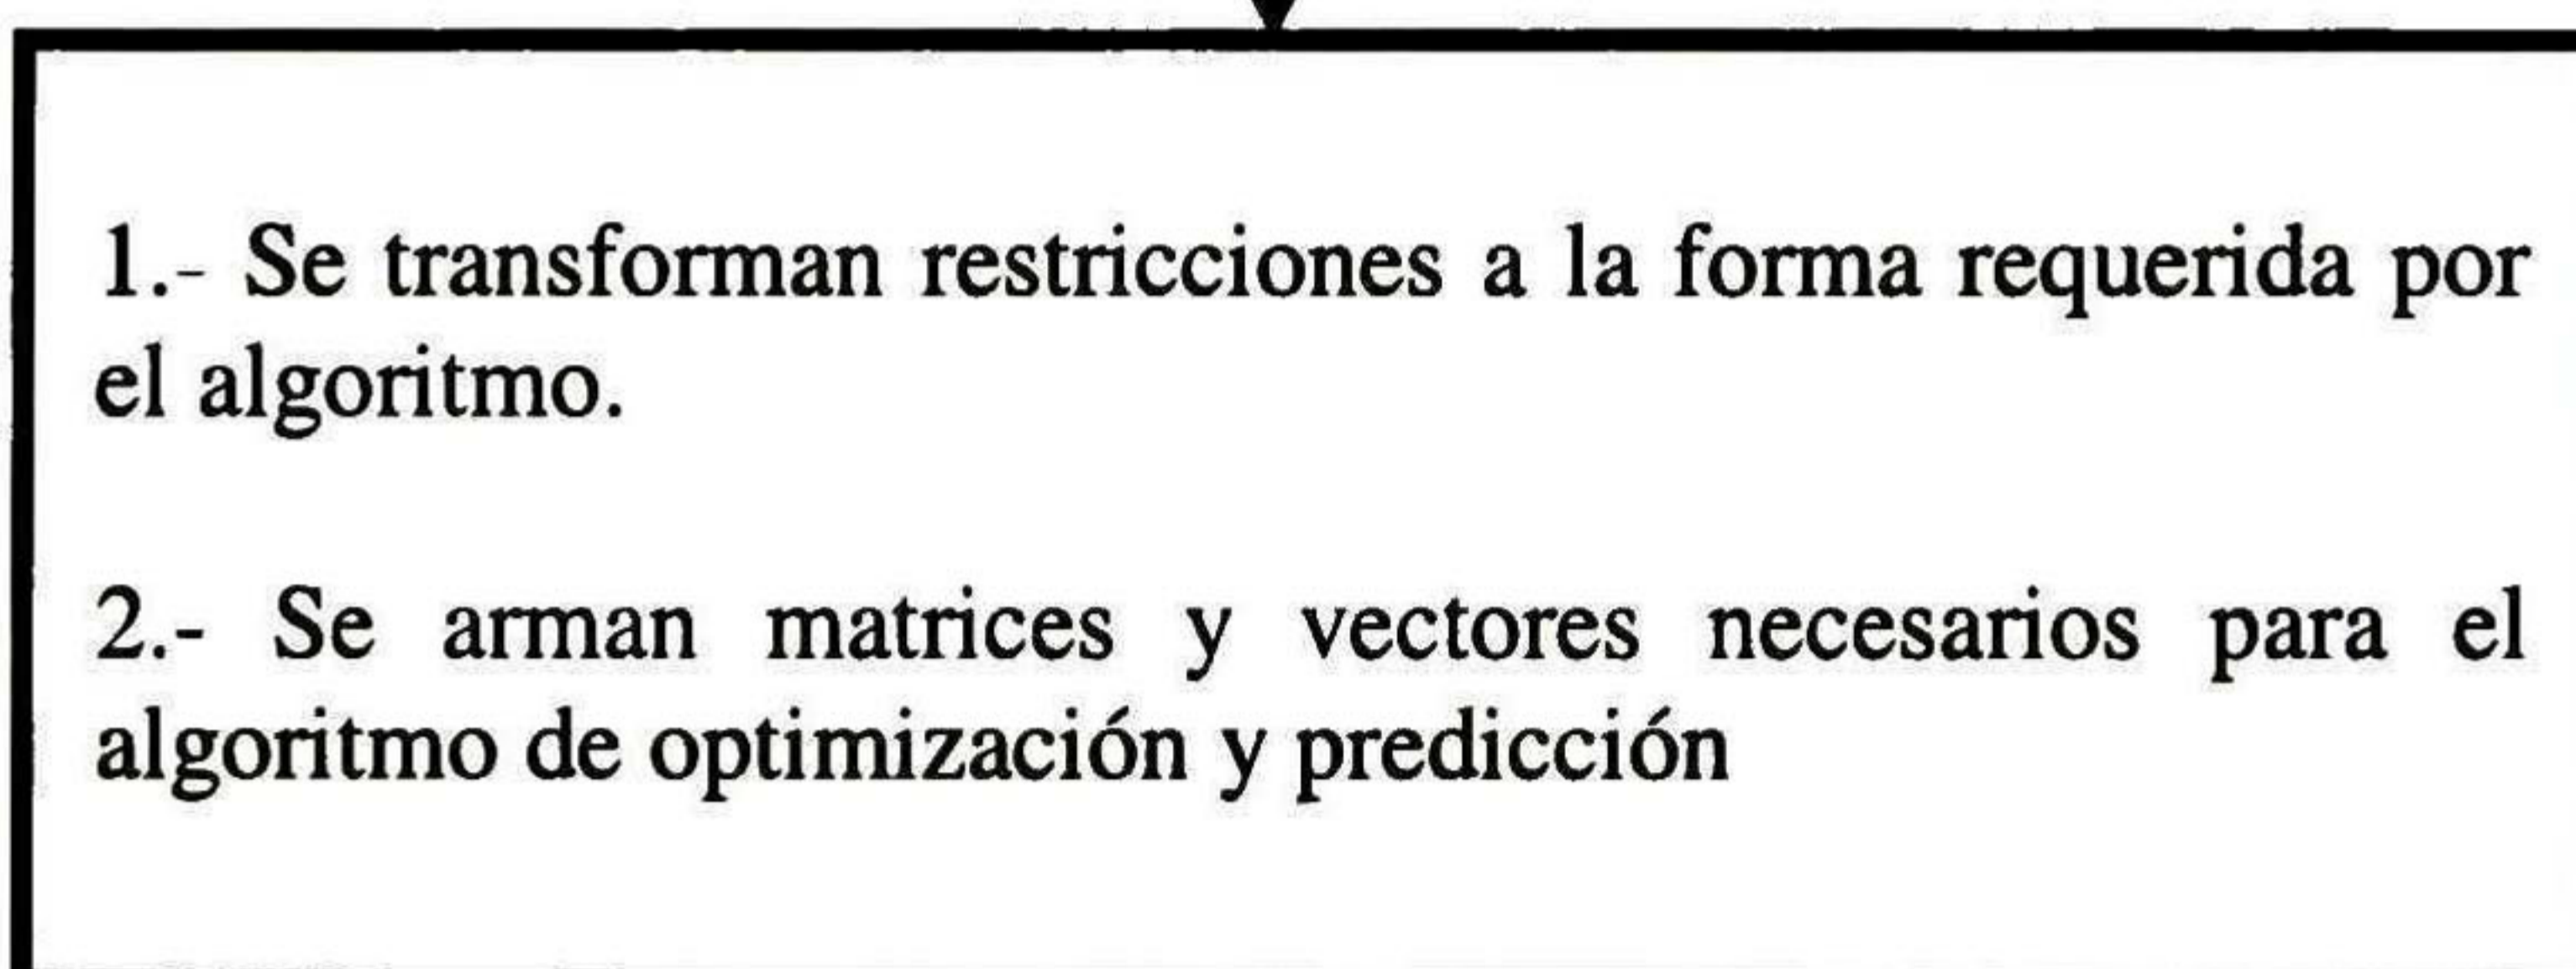 1.- Se transforman restricciones a la forma requerida por
el algoritmo.
2.- Se arman matrices y vectores necesarios para el
algoritmo de optimización y predicción